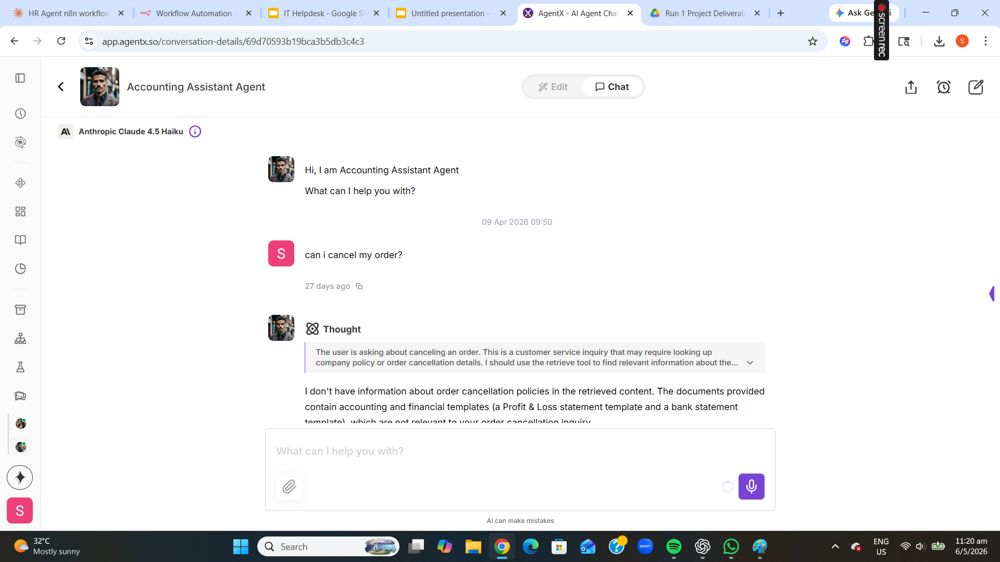 HR Agent n8n workflow
Workflow Automation -
IT Helpdesk - Google Sl
Untitled presentation -
AgentX - AI Agent Chat
Run 1 Project Deliverab
Ask Ge
screenrec
app.agentx.so/conversation-details/69d70593b19bca3b5db3c4c3
S
Accounting Assistant Agent
Edit
Chat
Anthropic Claude 4.5 Haiku
Hi, I am Accounting Assistant Agent
What can I help you with?
09 Apr 2026 09:50
S
can i cancel my order?
27 days ago
Thought
The user is asking about canceling an order. This is a customer service inquiry that may require looking up
company policy or order cancellation details. I should use the retrieve tool to find relevant information about the...
I don't have information about order cancellation policies in the retrieved content. The documents provided
contain accounting and financial templates (a Profit & Loss statement template and a bank statement
template), which are not relevant to your order cancellation inquiry.
What can I help you with?
AI can make mistakes
S
32°C
Mostly sunny
Search
zoom
ENG
US
11:20 am
6/5/2026